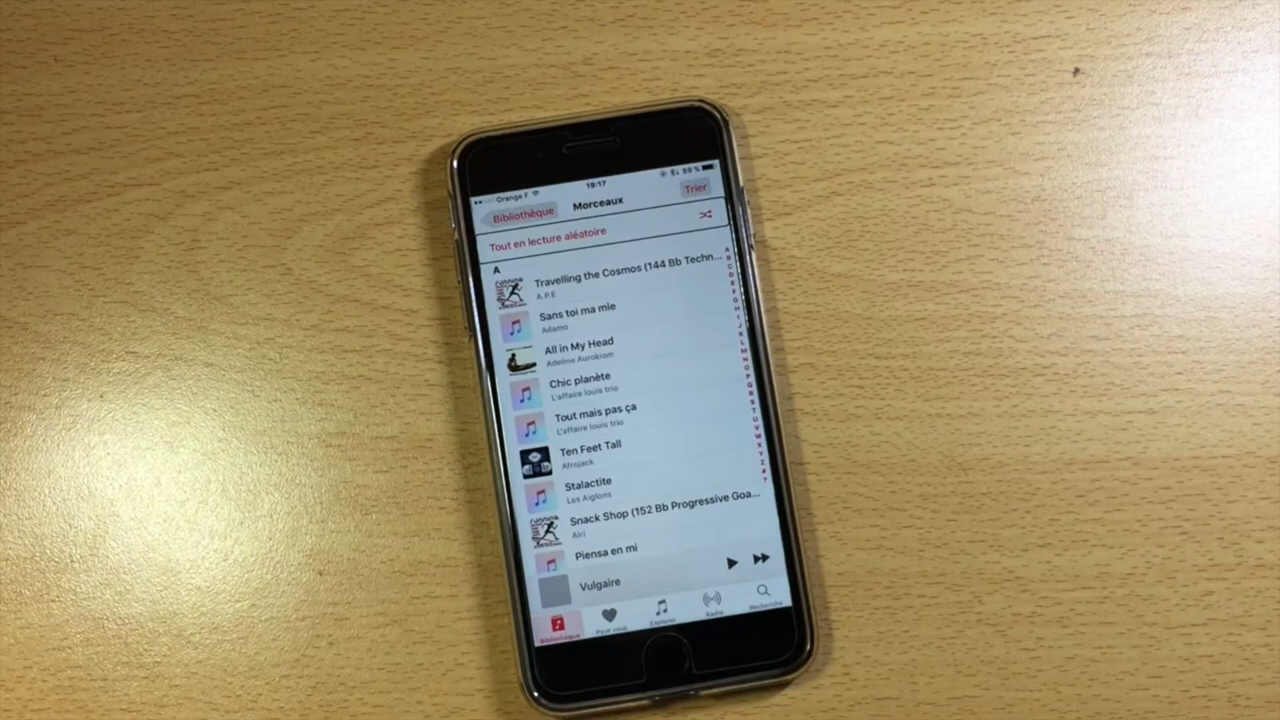 Orange F
19:17
89 %
Bibliothèque
Morceaux
Trier
Tout en lecture aléatoire
A
Travelling the Cosmos (144 Bb Techn...
A.P.E
Sans toi ma mie
Adamo
All in My Head
Adeline Aurokiom
Chic planète
L'affaire louis trio
Tout mais pas ça
L'affaire louis trio
Ten Feet Tall
Afrojack
Stalactite
Les Aiglons
Snack Shop (152 Bb Progressive Goa...
Airi
Piensa en mi
Vulgaire
Bibliothèque
Pour vous
Explorer
Radio
Recherche
A
B
C
D
E
F
G
H
I
J
K
L
M
N
O
P
Q
R
S
T
U
V
W
X
Y
Z
#